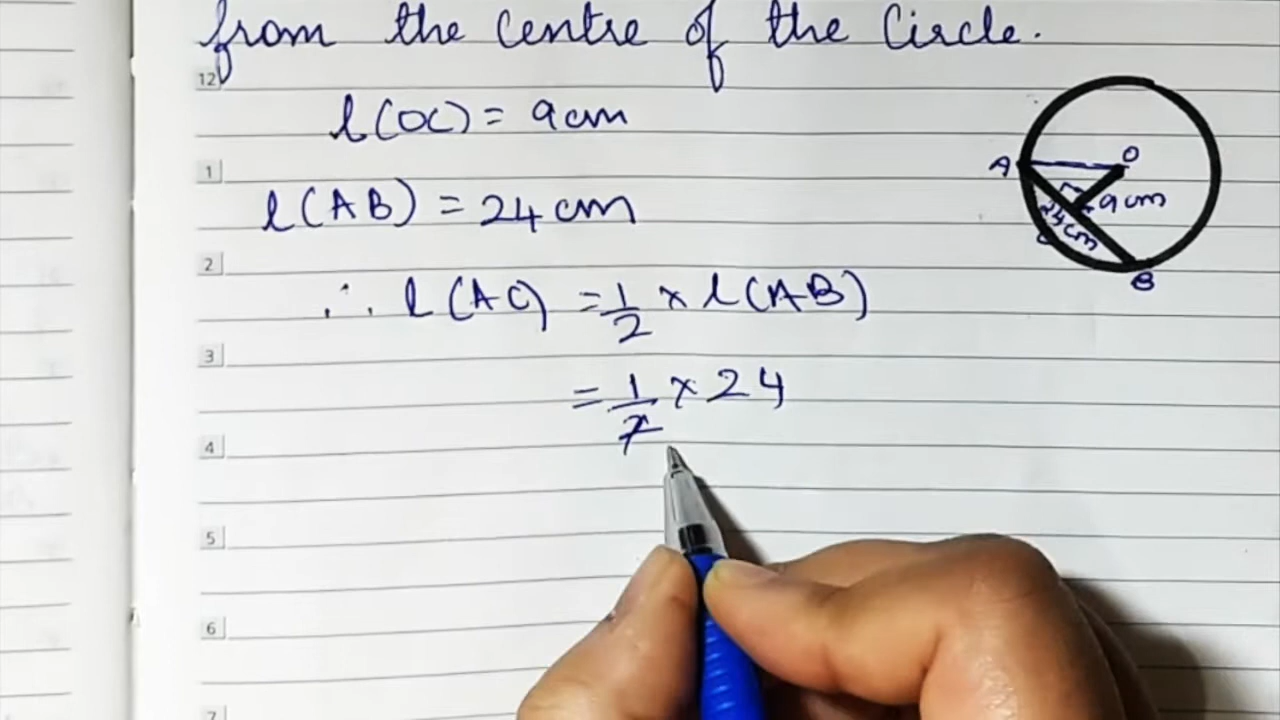 from the centre of the Circle.
12
l(OC) = 9cm
A
O
1
9cm
l(AB) = 24 cm
24cm
C
2
B
∴ l(AC) = 1/2 × l(AB)
3
= 1/2 × 24
4
5
6
7